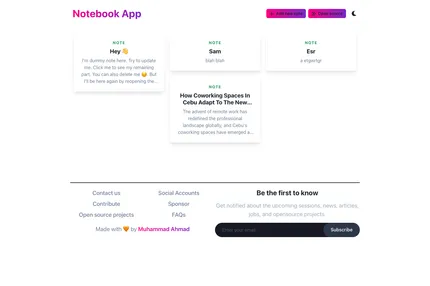 Notebook App
Add new note
NOTE
Hey 👋
I'm dummy note here. Try to update
me. Click me to see my remaining
part. You can also delete me 😢. But
I'll be here again by reopening the...
NOTE
Sam
blah blah
NOTE
Esr
NOTE
How Coworking Spaces In
Cebu Adapt To The New...
The advent of remote work has
redefined the professional
landscape globally, and Cebu's
coworking spaces have emerged a...
Contact us
Social Accounts
Contribute
Sponsor
Open source projects
FAQs
Made with 🧡 by Muhammad Ahmad
Be the first to know
Get notified about the upcoming sessions, news, articles,
jobs, and opensource projects.
Enter your email
Subscribe